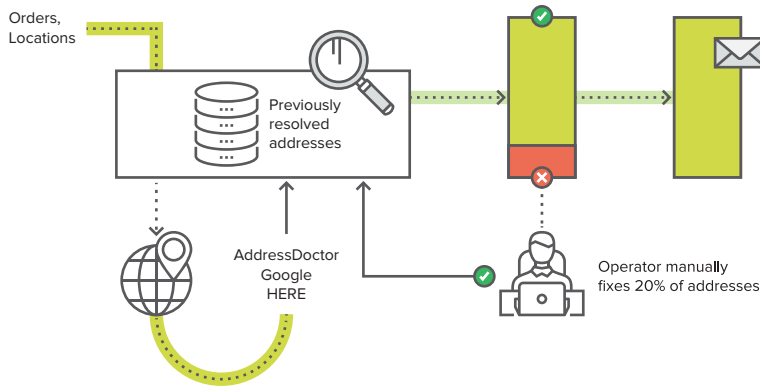 Orders,
Locations
Previously
resolved
addresses
AddressDoctor
Google
HERE
Operator manually
fixes 20% of addresses